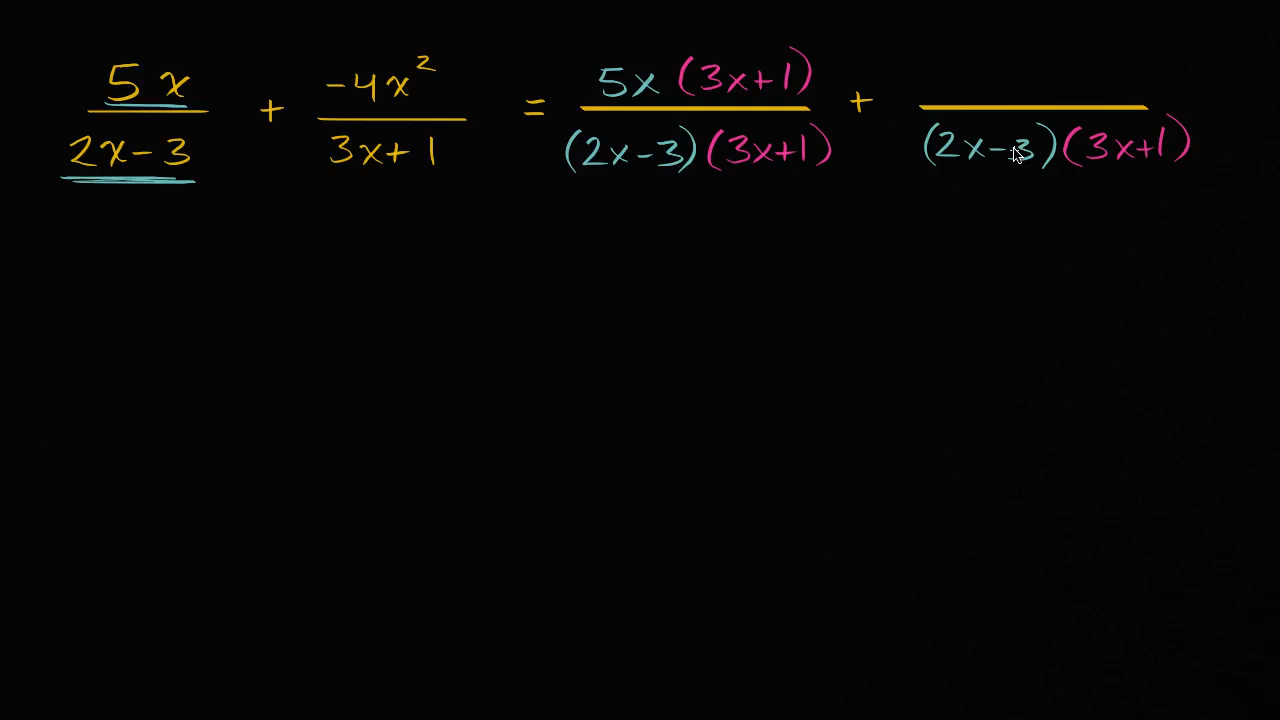 5x/(2x-3) + -4x²/(3x+1) = 5x(3x+1)/(2x-3)(3x+1) + /(2x-3)(3x+1)